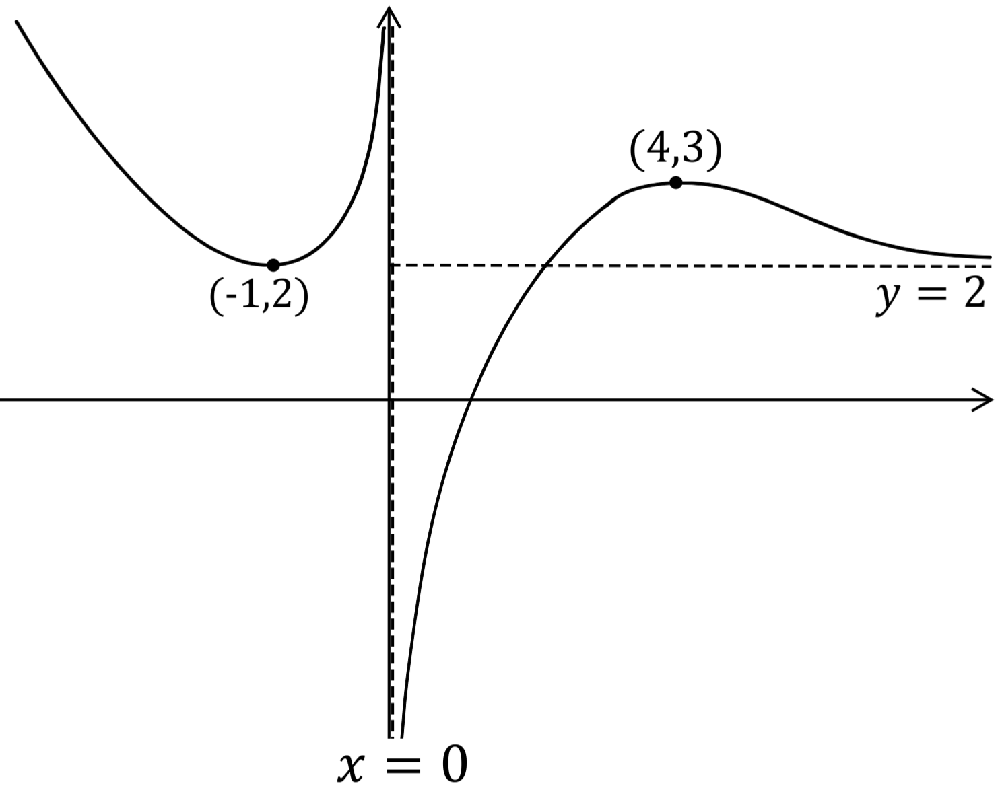 (4,3)
(-1,2)
y = 2
x = 0